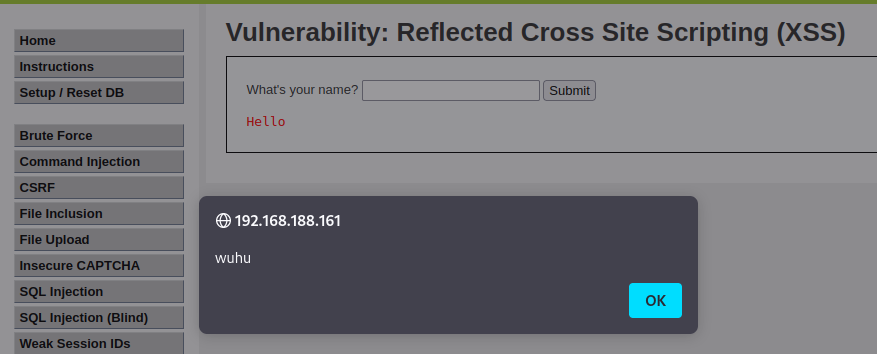 Home
Instructions
Setup / Reset DB
Brute Force
Command Injection
CSRF
File Inclusion
File Upload
Insecure CAPTCHA
SQL Injection
SQL Injection (Blind)
Weak Session IDs
Vulnerability: Reflected Cross Site Scripting (XSS)
What's your name? Submit
Hello
192.168.188.161
wuhu
OK